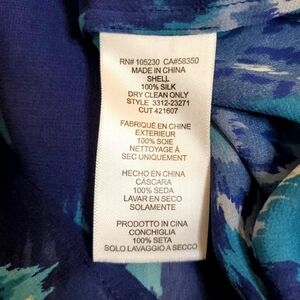 RN# 105230 CA#58350
MADE IN CHINA
SHELL
100% SILK
DRY CLEAN ONLY
STYLE 3312-23271
CUT 421607
FABRIQUÉ EN CHINE
EXTERIEUR
100% SOIE
NETTOYAGE À
SEC UNIQUEMENT
HECHO EN CHINA
CÁSCARA
100% SEDA
LAVAR EN SECO
SOLAMENTE
PRODOTTO IN CINA
CONCHIGLIA
100% SETA
SOLO LAVAGGIO A SECCO